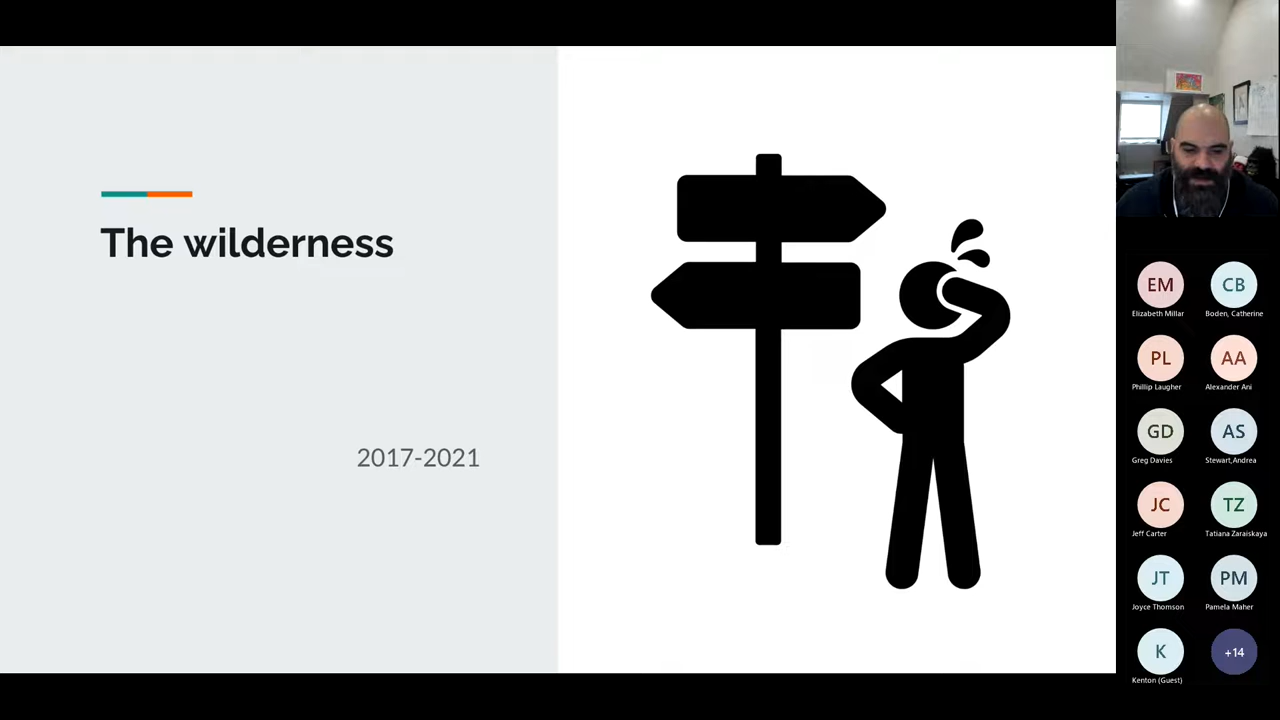 The wilderness
2017-2021
EM
CB
Elizabeth Millar
Boden, Catherine
PL
AA
Phillip Laugher
Alexander Ani
GD
AS
Greg Davies
Stewart,Andrea
JC
TZ
Jeff Carter
Tatiana Zaraiskaya
JT
PM
Joyce Thomson
Pamela Maher
K
+14
Kenton (Guest)